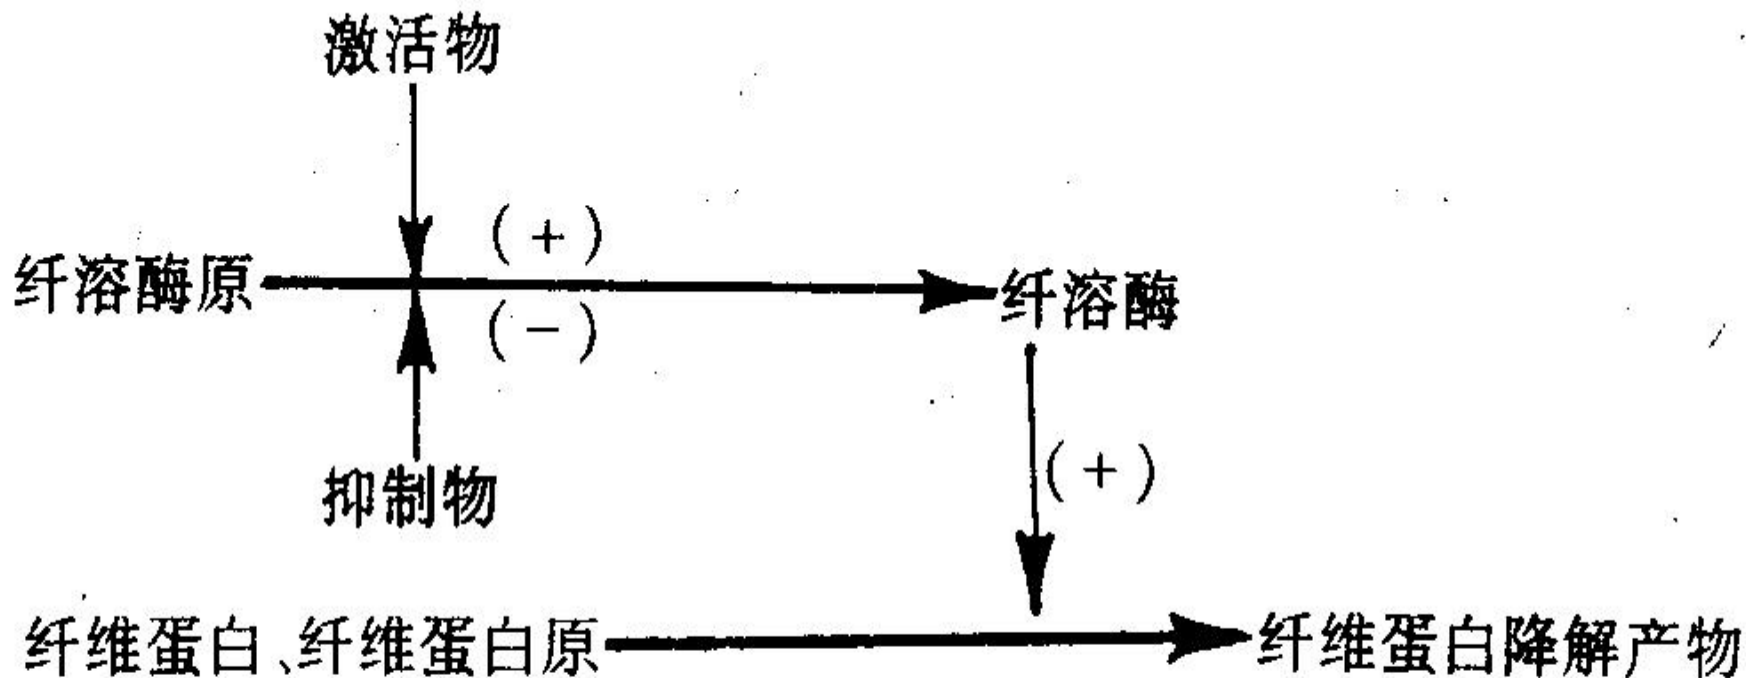 激活物
(+)
纤溶酶原 纤溶酶
(-)
(+)
抑制物
纤维蛋白、纤维蛋白原 纤维蛋白降解产物